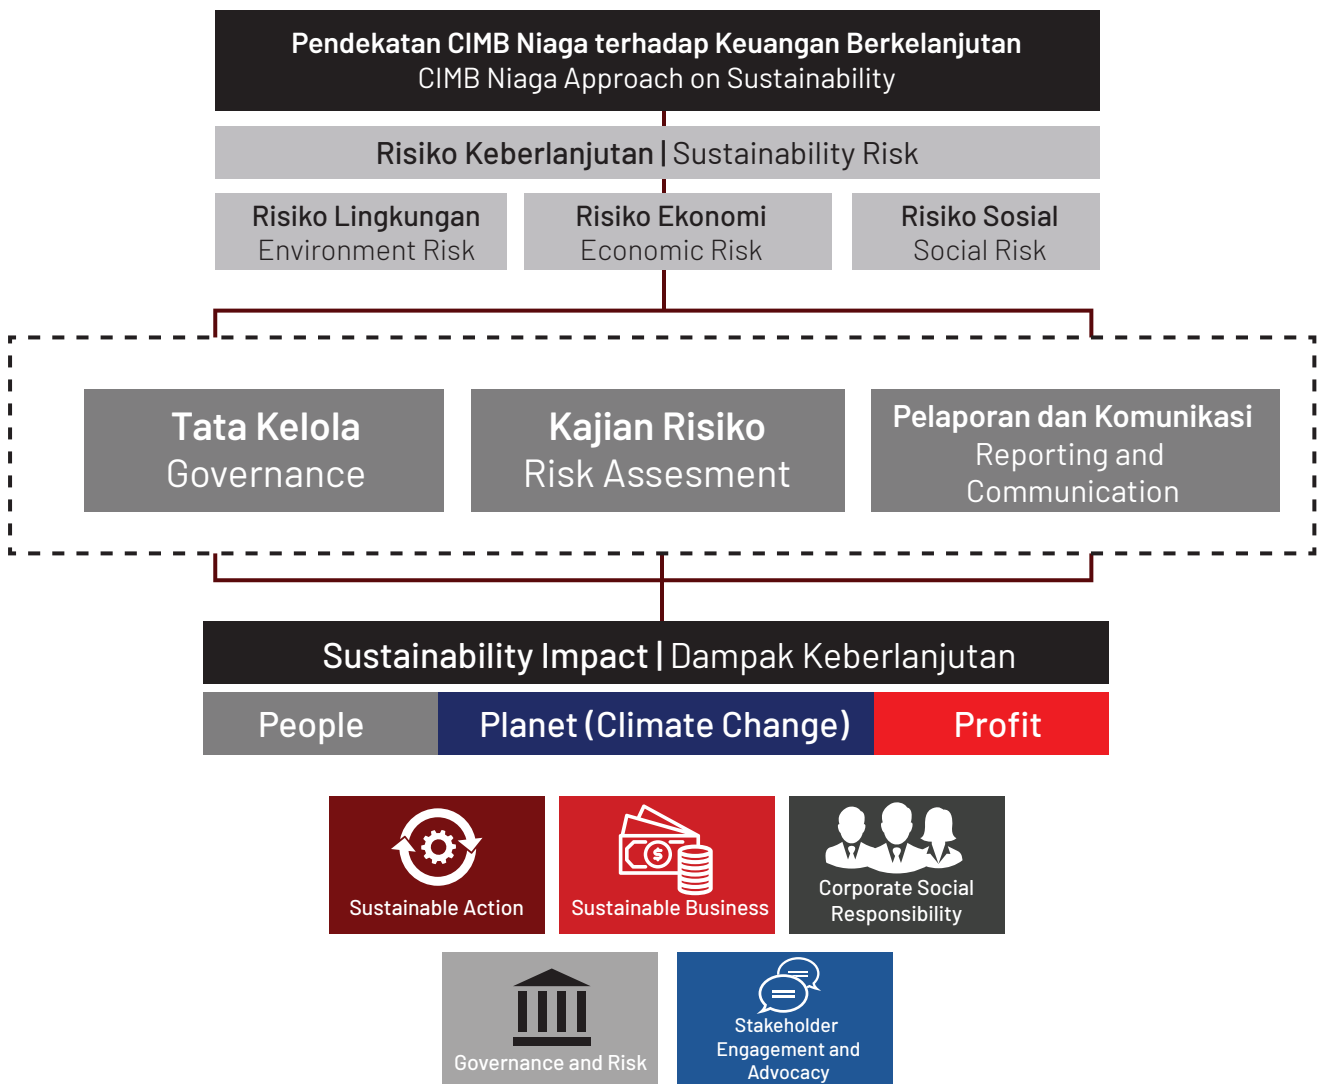 Pendekatan CIMB Niaga terhadap Keuangan Berkelanjutan
CIMB Niaga Approach on Sustainability
Risiko Keberlanjutan | Sustainability Risk
Risiko Lingkungan
Environment Risk
Risiko Ekonomi
Economic Risk
Risiko Sosial
Social Risk
Tata Kelola
Governance
Kajian Risiko
Risk Assesment
Pelaporan dan Komunikasi
Reporting and
Communication
Sustainability Impact | Dampak Keberlanjutan
People
Planet (Climate Change)
Profit
Sustainable Action
$
Sustainable Business
Corporate Social
Responsibility
Governance and Risk
Stakeholder
Engagement and
Advocacy